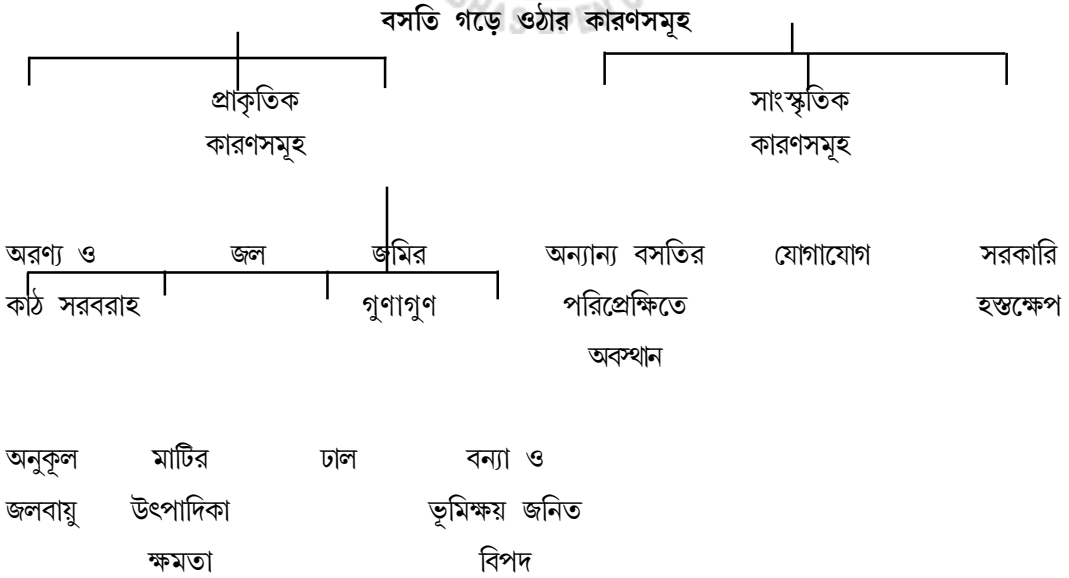 বসতি গড়ে ওঠার কারণসমূহ
প্রাকৃতিক সাংস্কৃতিক
কারণসমূহ কারণসমূহ
অরণ্য ও জল জমির অন্যান্য বসতির যোগাযোগ সরকারি
কাঠ সরবরাহ গুণাগুণ পরিপ্রেক্ষিতে হস্তক্ষেপ
অবস্থান
অনুকূল মাটির ঢাল বন্যা ও
জলবায়ু উৎপাদিকা ভূমিক্ষয় জনিত
ক্ষমতা বিপদ